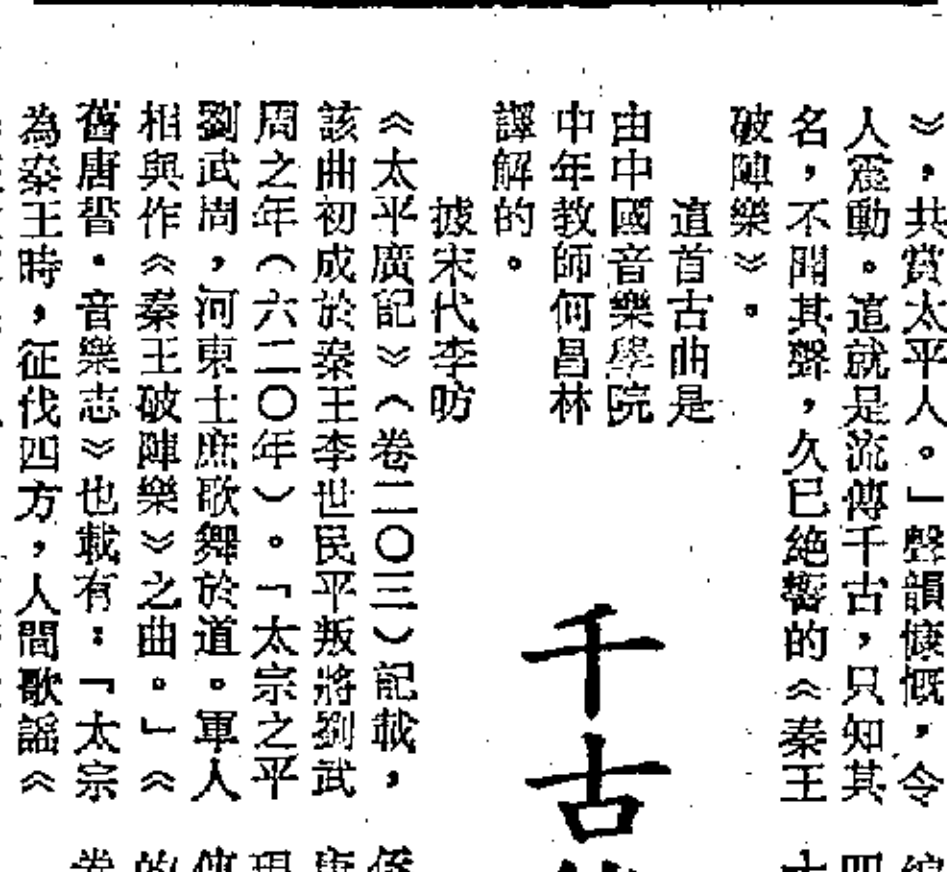 》，共賞太平人。」聲韻慷慨，令
人震動。這就是流傳千古，只知其
名，不聞其聲，久已絕響的《秦王
破陣樂》。
這首古曲是
由中國音樂學院
中年教師何昌林
譯解的。
據宋代李昉
《太平廣記》（卷二〇三）記載，
該曲初成於秦王李世民平叛將劉武
周之年（六二〇年）。「太宗之平
劉武周，河東士庶歌舞於道。軍人
相與作《秦王破陣樂》之曲。」《
舊唐書．音樂志》也載有：「太宗
為秦王時，征伐四方，人間歌謠《
千古